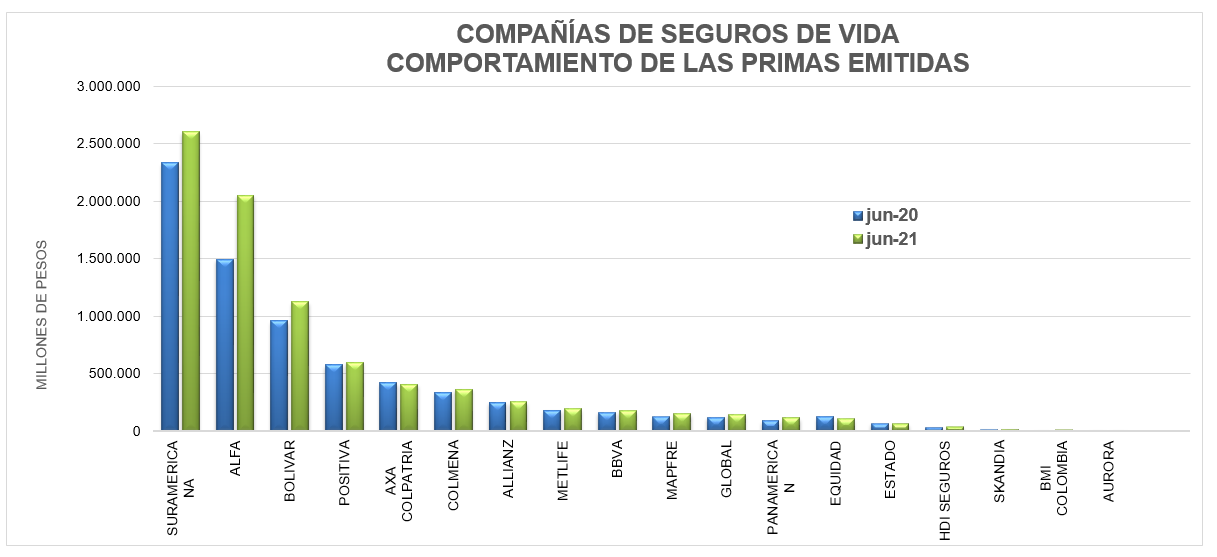 COMPAÑÍAS DE SEGUROS DE VIDA
COMPORTAMIENTO DE LAS PRIMAS EMITIDAS
MILLONES DE PESOS
3.000.000
2.500.000
2.000.000
1.500.000
1.000.000
500.000
0
jun-20
jun-21
SURAMERICA
NA
ALFA
BOLIVAR
POSITIVA
AXA
COLPATRIA
COLMENA
ALLIANZ
METLIFE
BBVA
MAPFRE
GLOBAL
PANAMERICA
N
EQUIDAD
ESTADO
HDI SEGUROS
SKANDIA
BMI
COLOMBIA
AURORA